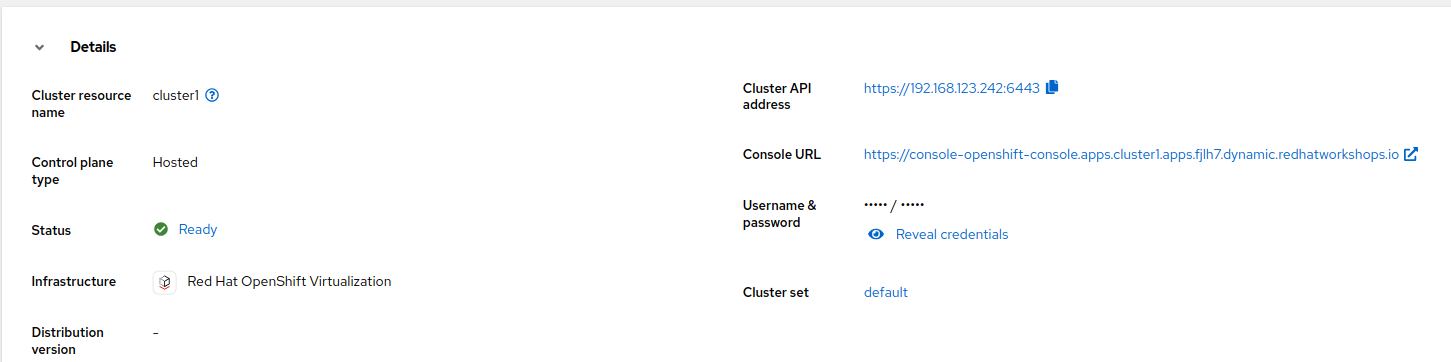 Details
Cluster resource
name
cluster1
Control plane
type
Hosted
Status
Ready
Infrastructure
Red Hat OpenShift Virtualization
Distribution
version
-
Cluster API
address
https://192.168.123.242:6443
Console URL
https://console-openshift-console.apps.cluster1.apps.fjlh7.dynamic.redhatworkshops.io
Username &
password
••••• / •••••
Reveal credentials
Cluster set
default